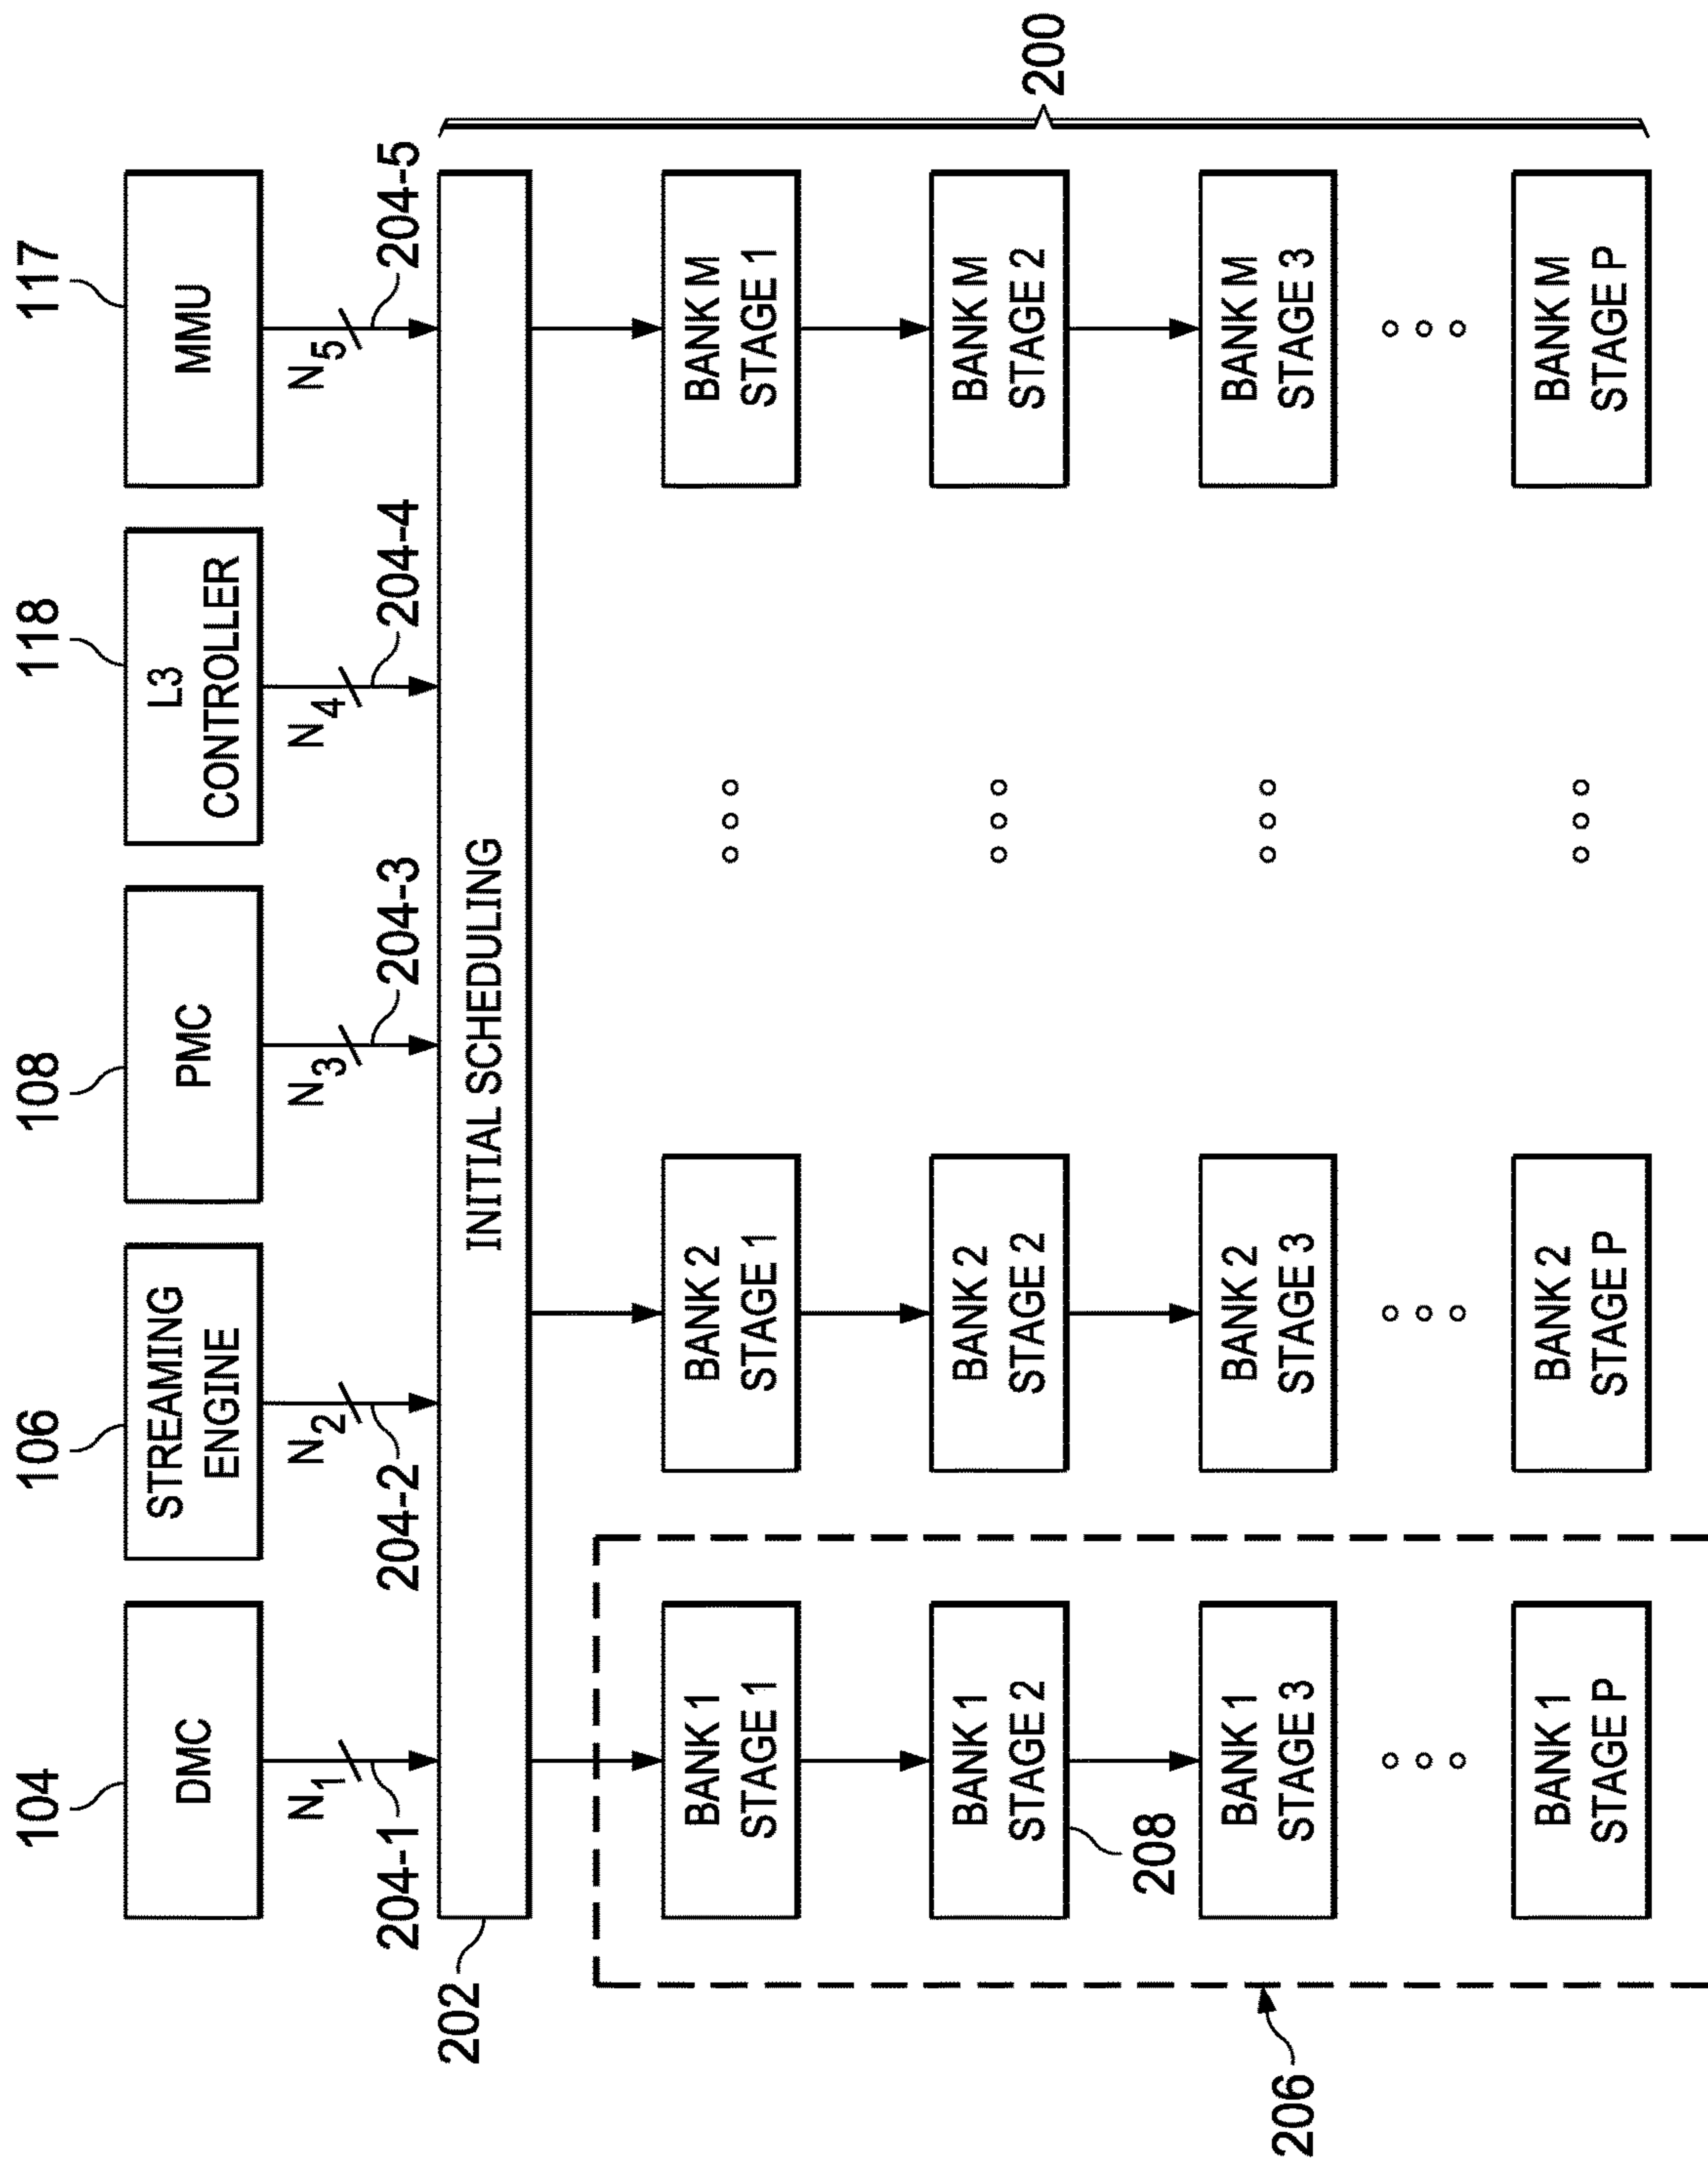 104
106
108
118
117
DMC
STREAMING
ENGINE
PMC
L3
CONTROLLER
MMU
N1
N2
N3
N4
N5
204-1
204-2
204-3
204-4
204-5
202
INITIAL SCHEDULING
200
BANK 1
STAGE 1
BANK 2
STAGE 1
BANK M
STAGE 1
BANK 1
STAGE 2
BANK 2
STAGE 2
BANK M
STAGE 2
208
BANK 1
STAGE 3
BANK 2
STAGE 3
BANK M
STAGE 3
206
BANK 1
STAGE P
BANK 2
STAGE P
BANK M
STAGE P